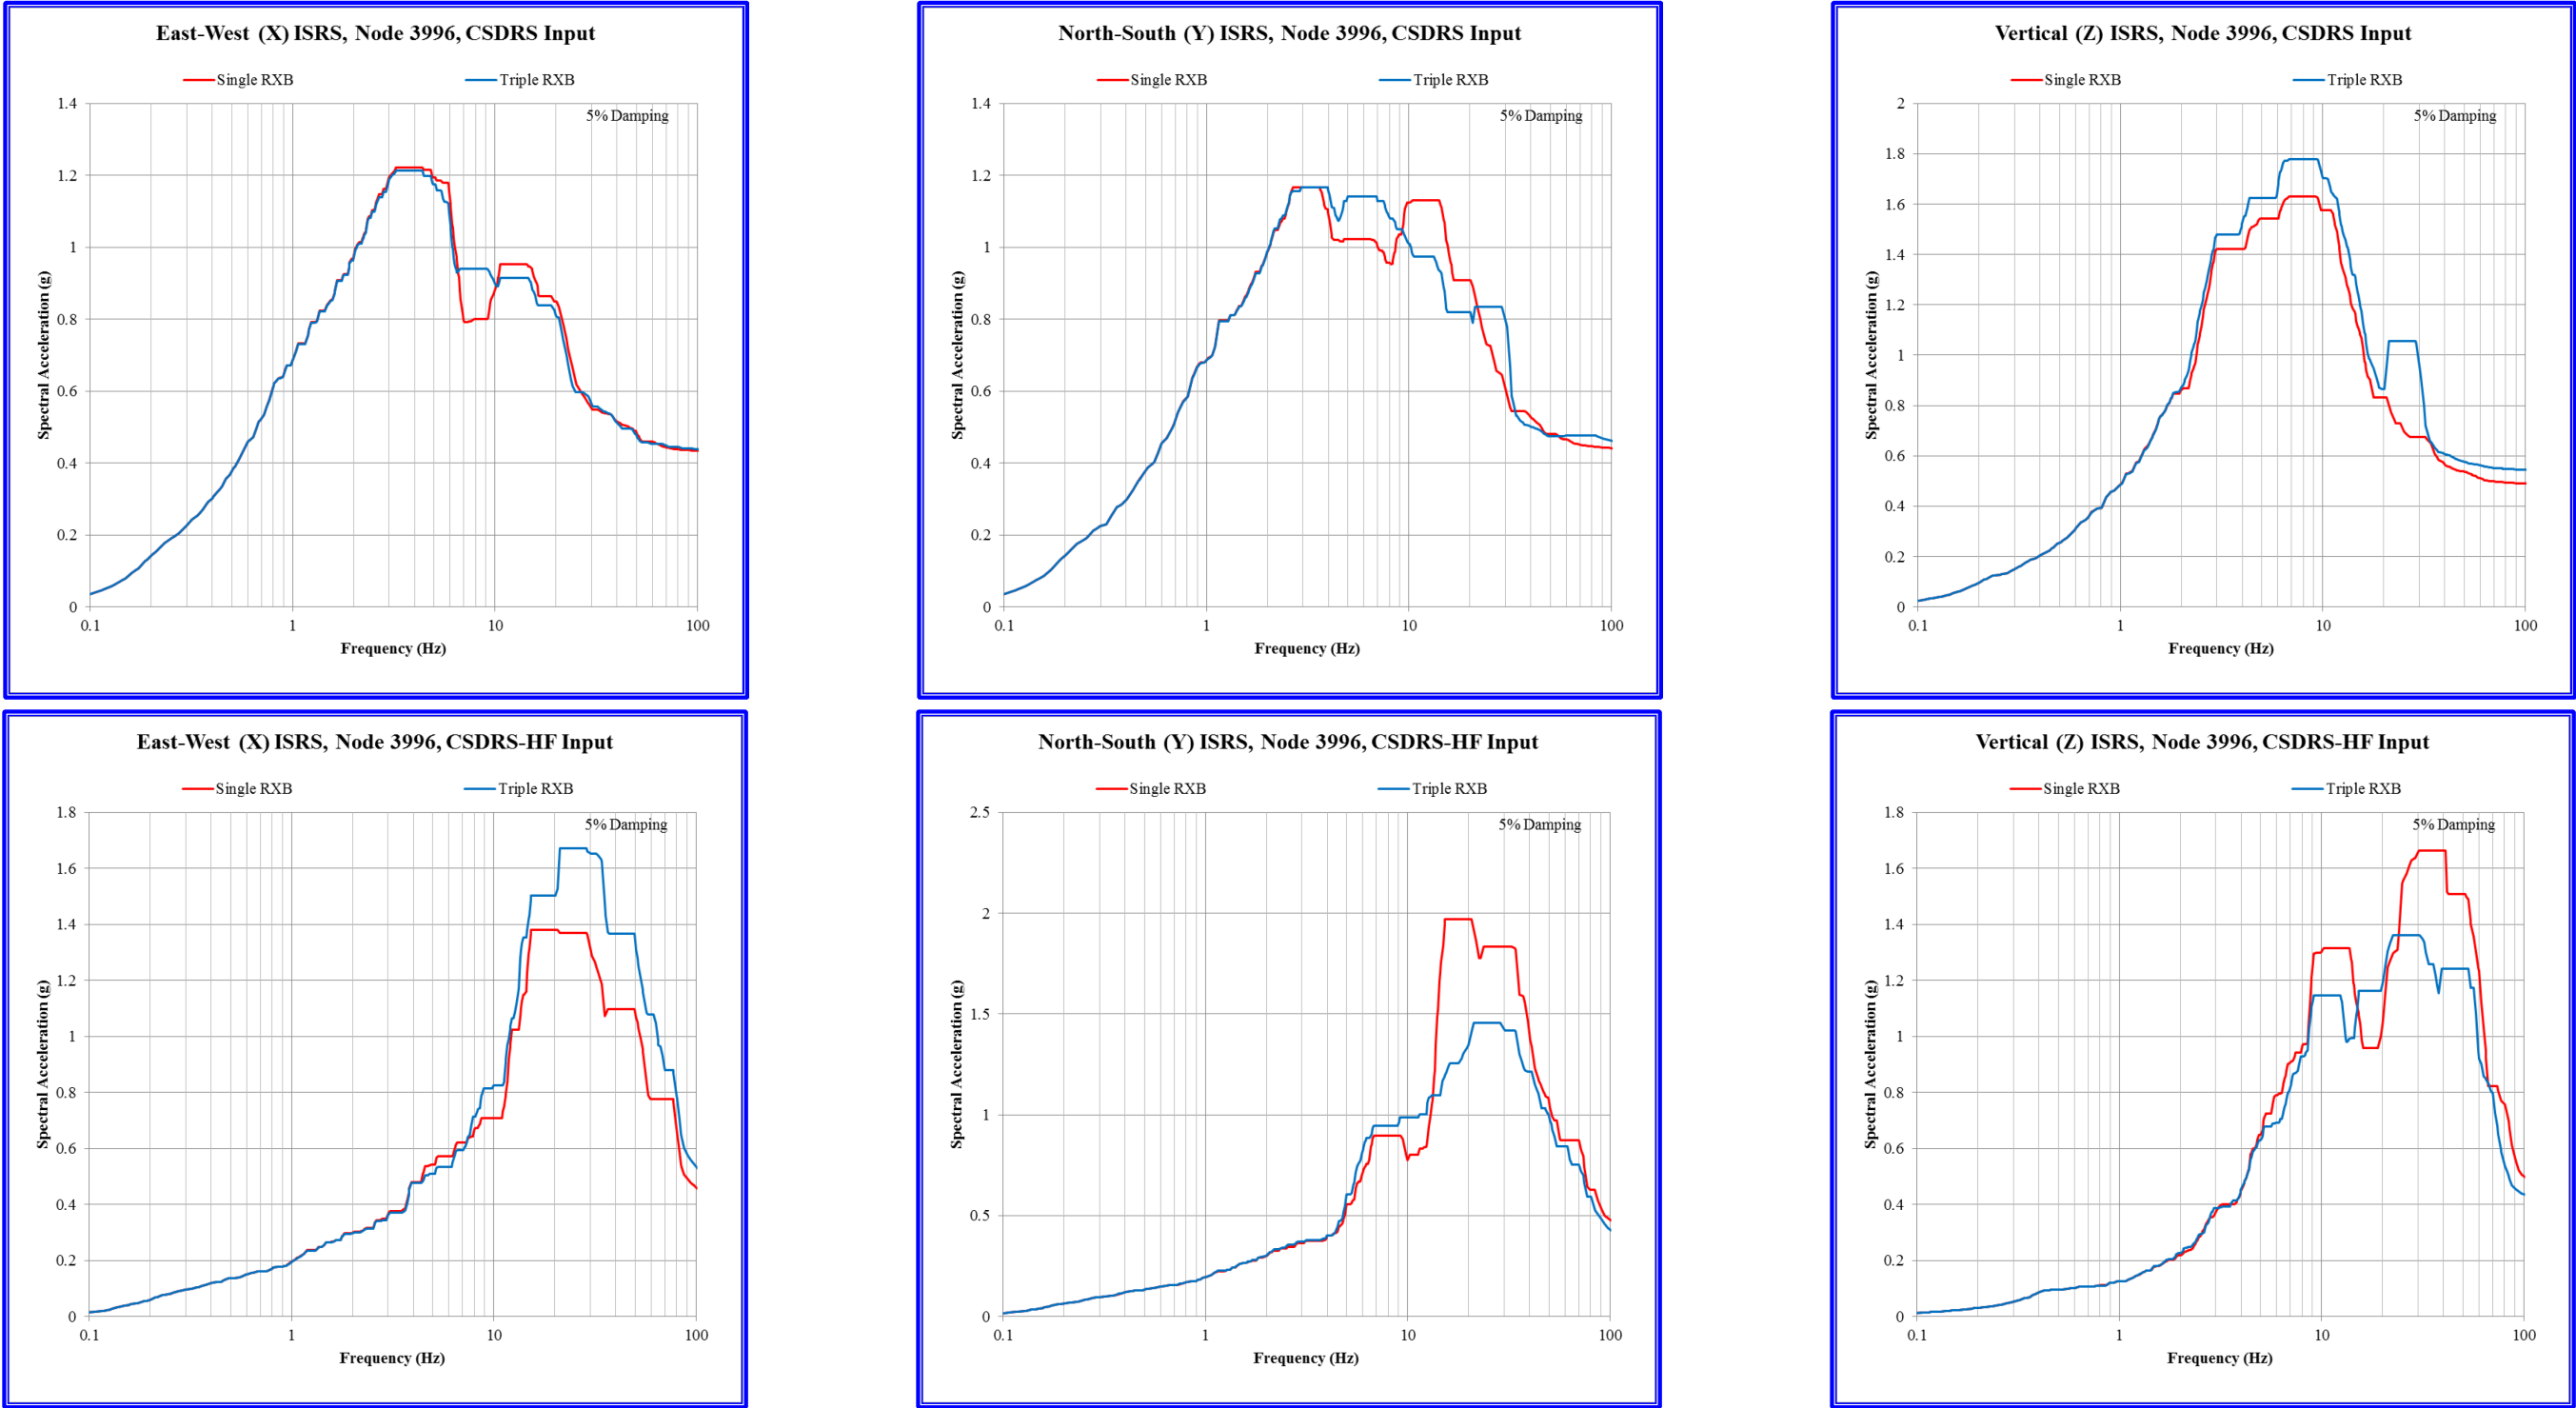 East-West (X) ISRS, Node 3996, CSDRS Input
Single RXB
Triple RXB
5% Damping
1.4
1.2
1
0.8
0.6
0.4
0.2
0
Spectral Acceleration (g)
0.1
1
10
100
Frequency (Hz)
North-South (Y) ISRS, Node 3996, CSDRS Input
Single RXB
Triple RXB
5% Damping
1.4
1.2
1
0.8
0.6
0.4
0.2
0
Spectral Acceleration (g)
0.1
1
10
100
Frequency (Hz)
Vertical (Z) ISRS, Node 3996, CSDRS Input
Single RXB
Triple RXB
5% Damping
2
1.8
1.6
1.4
1.2
1
0.8
0.6
0.4
0.2
0
Spectral Acceleration (g)
0.1
1
10
100
Frequency (Hz)
East-West (X) ISRS, Node 3996, CSDRS-HF Input
Single RXB
Triple RXB
5% Damping
1.8
1.6
1.4
1.2
1
0.8
0.6
0.4
0.2
0
Spectral Acceleration (g)
0.1
1
10
100
Frequency (Hz)
North-South (Y) ISRS, Node 3996, CSDRS-HF Input
Single RXB
Triple RXB
5% Damping
2.5
2
1.5
1
0.5
0
Spectral Acceleration (g)
0.1
1
10
100
Frequency (Hz)
Vertical (Z) ISRS, Node 3996, CSDRS-HF Input
Single RXB
Triple RXB
5% Damping
1.8
1.6
1.4
1.2
1
0.8
0.6
0.4
0.2
0
Spectral Acceleration (g)
0.1
1
10
100
Frequency (Hz)